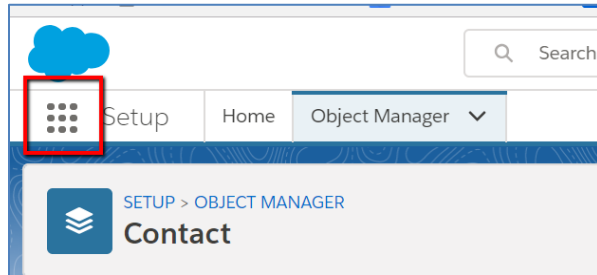 Search
Setup Home Object Manager
SETUP > OBJECT MANAGER
Contact